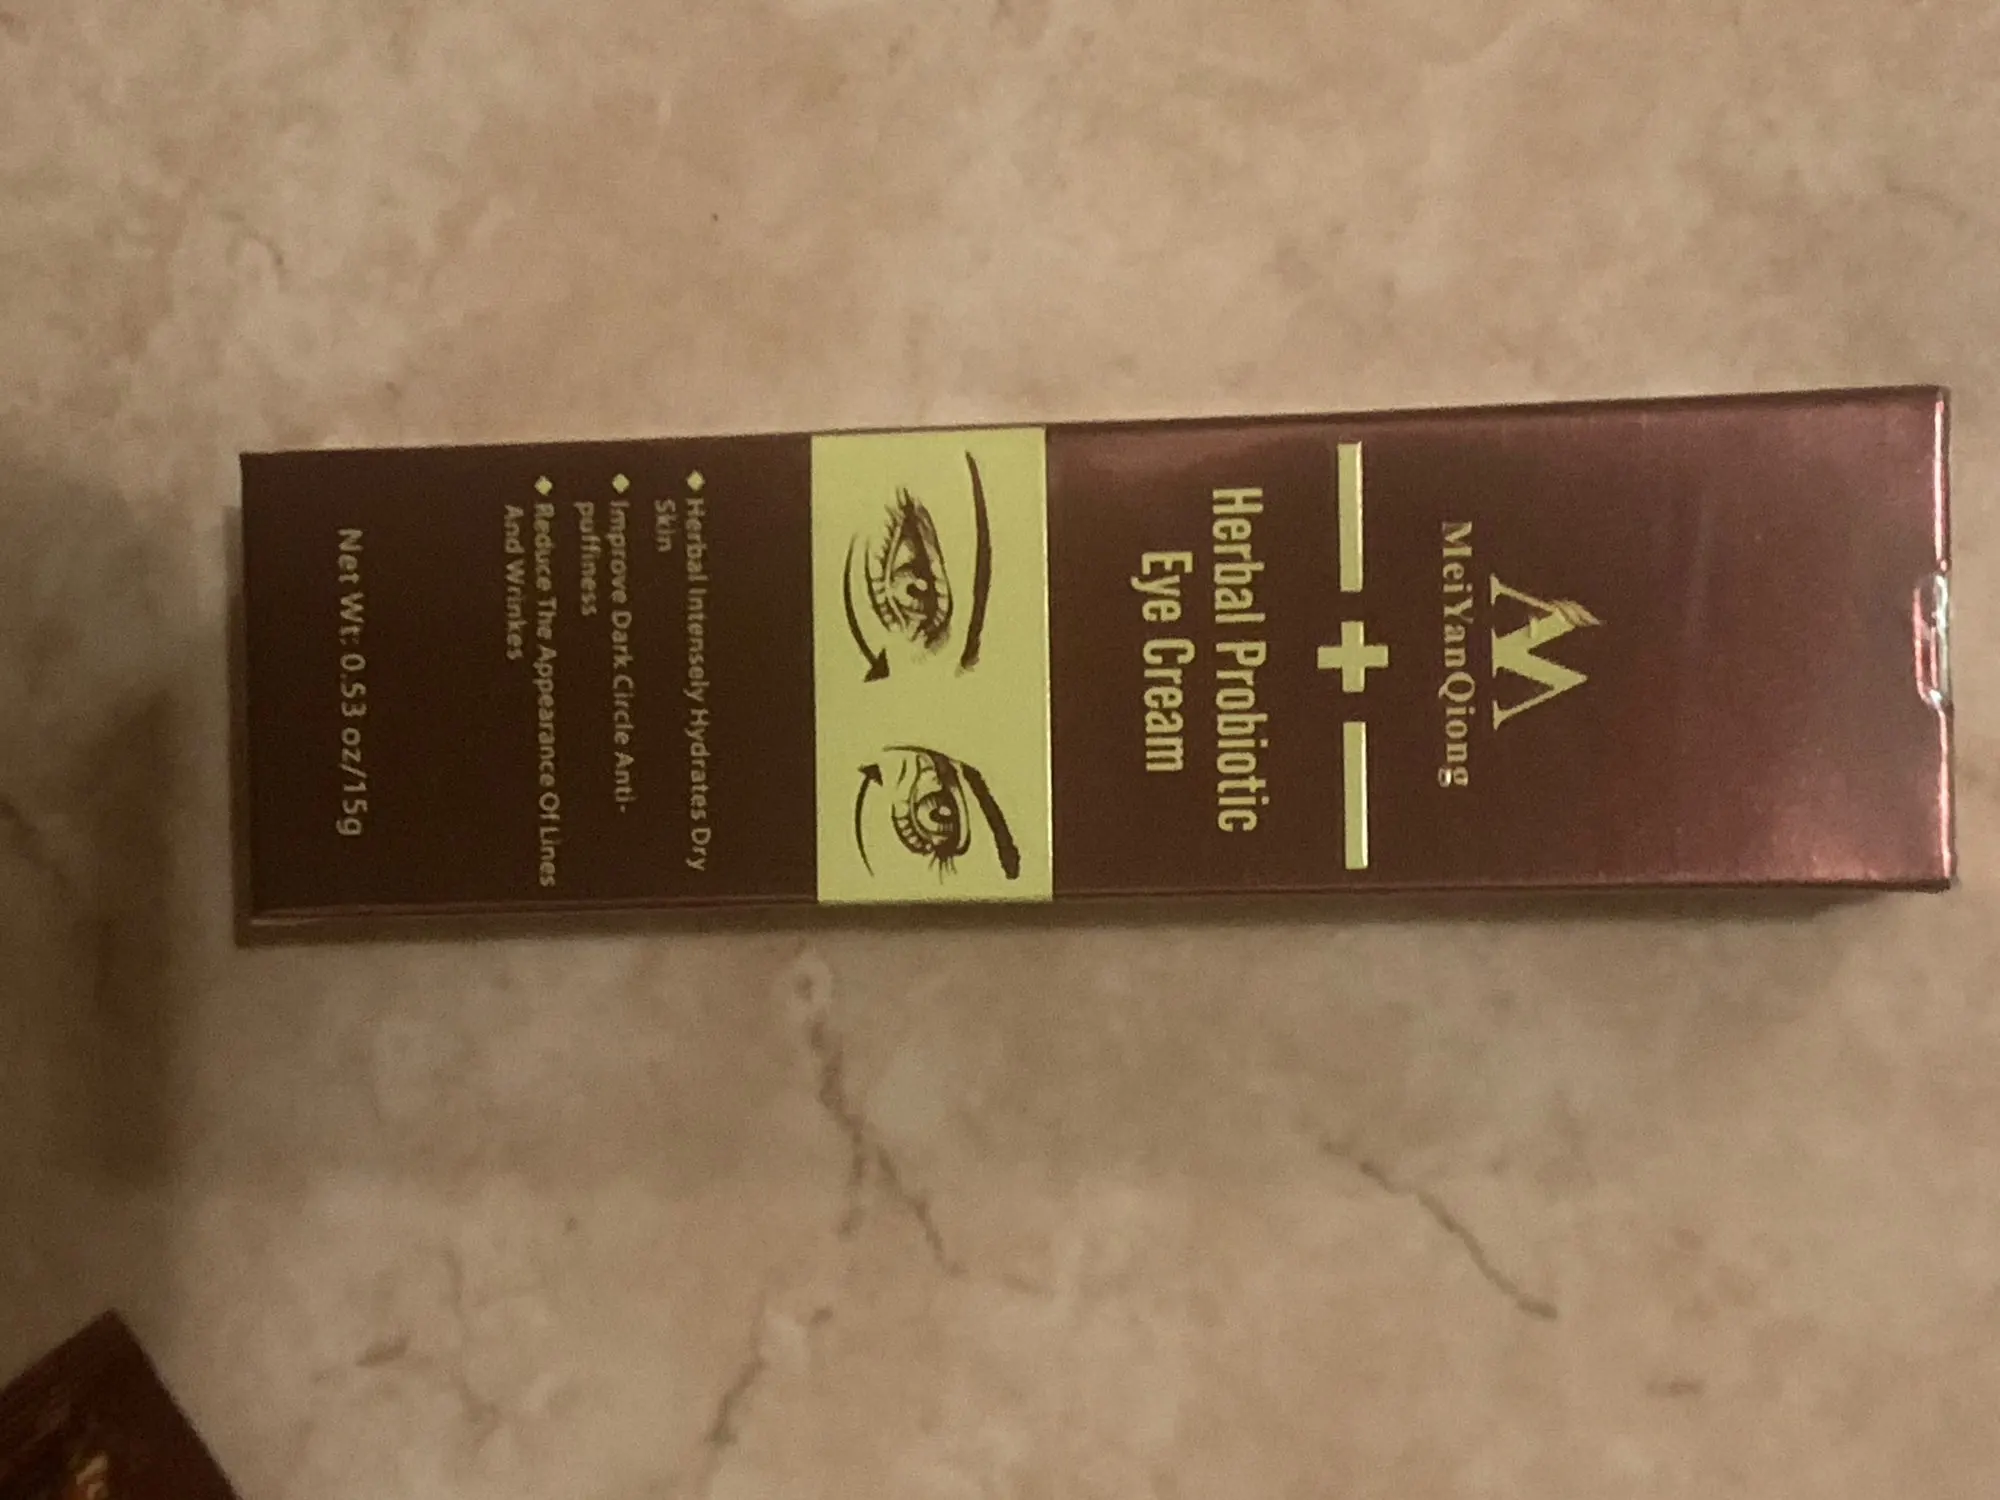 MeiYanQiong
Herbal Probiotic
Eye Cream
◆ Herbal Intensely Hydrates Dry
Skin
◆ Improve Dark Circle Anti-
puffiness
◆ Reduce The Appearance Of Lines
And Wrinkes
Net Wt: 0.53 oz/15g